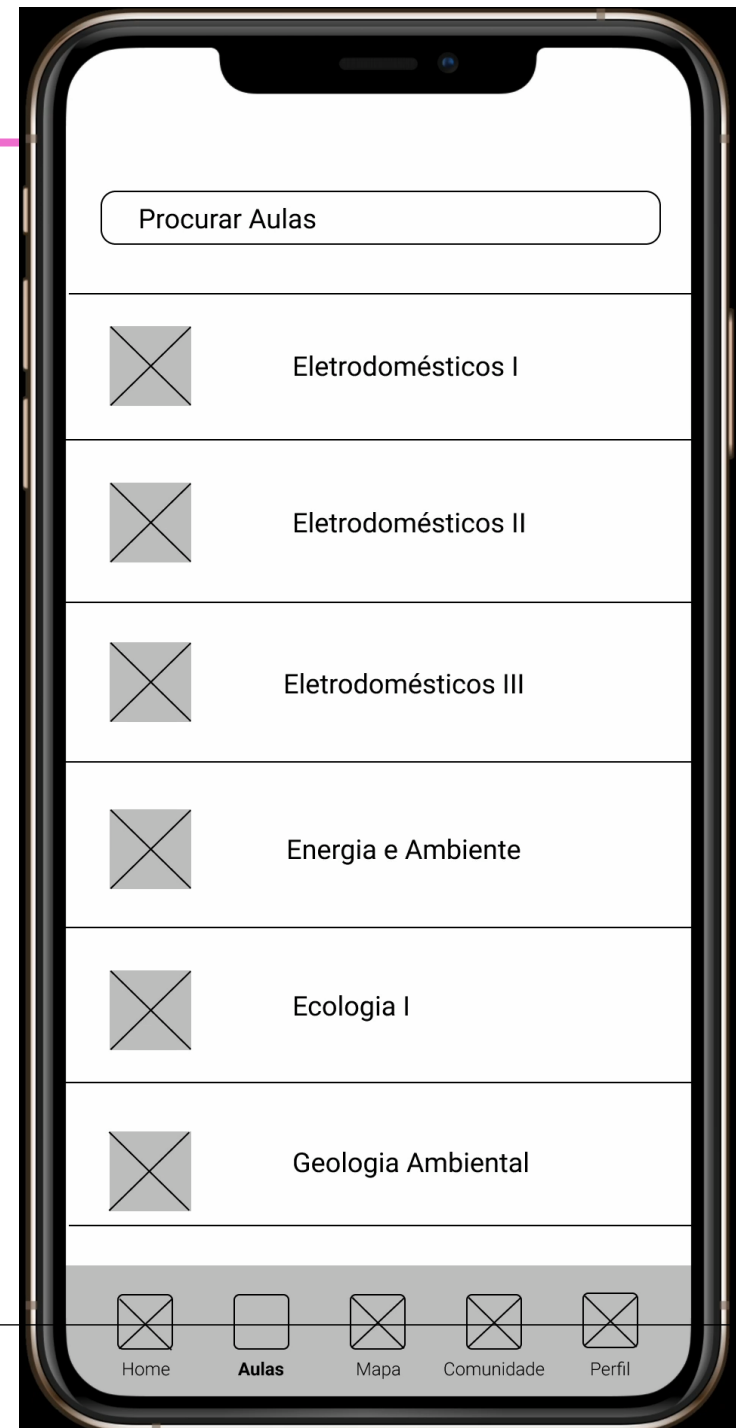 Procurar Aulas
Eletrodomésticos I
Eletrodomésticos II
Eletrodomésticos III
Energia e Ambiente
Ecologia I
Geologia Ambiental
Home Aulas Mapa Comunidade Perfil